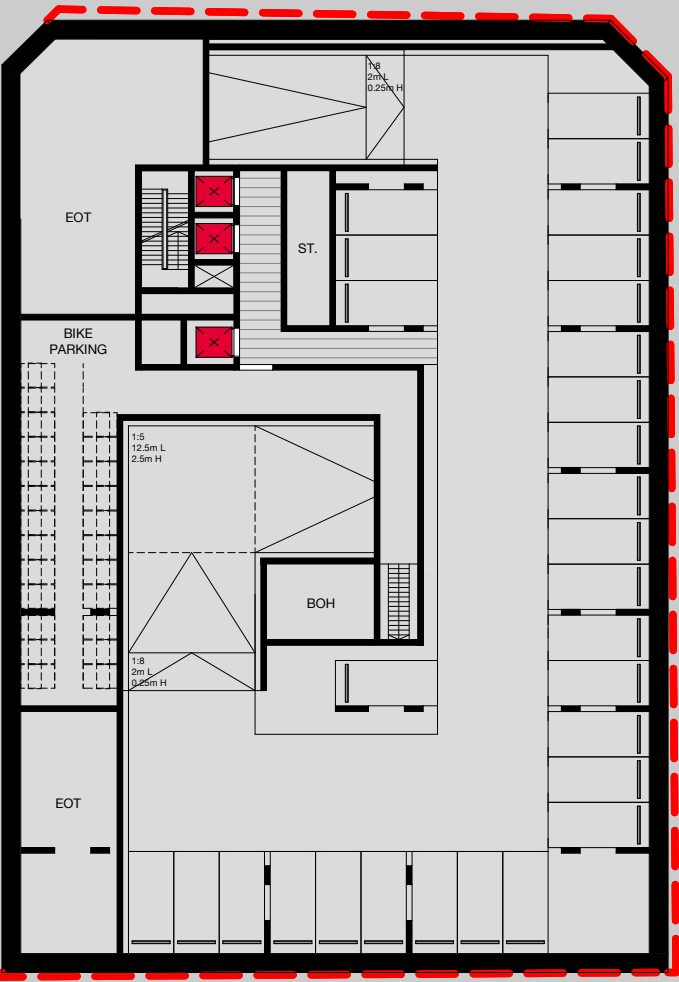 1:8
2m L
0.25m H
EOT
ST.
BIKE
PARKING
1:5
12.5m L
2.5m H
BOH
1:8
2m L
0.25m H
EOT